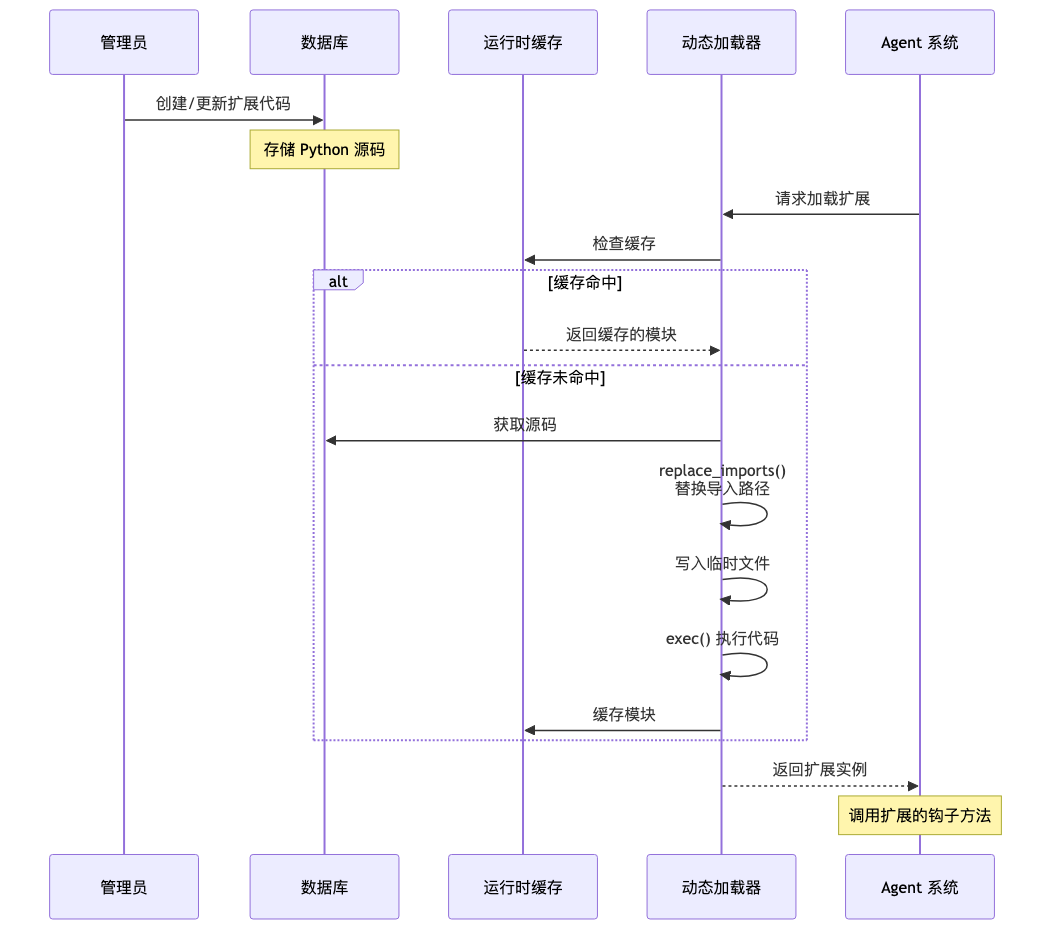 管理员
数据库
运行时缓存
动态加载器
Agent 系统
创建/更新扩展代码
存储 Python 源码
请求加载扩展
检查缓存
alt
[缓存命中]
返回缓存的模块
[缓存未命中]
获取源码
replace_imports()
替换导入路径
写入临时文件
exec() 执行代码
缓存模块
返回扩展实例
调用扩展的钩子方法
管理员
数据库
运行时缓存
动态加载器
Agent 系统